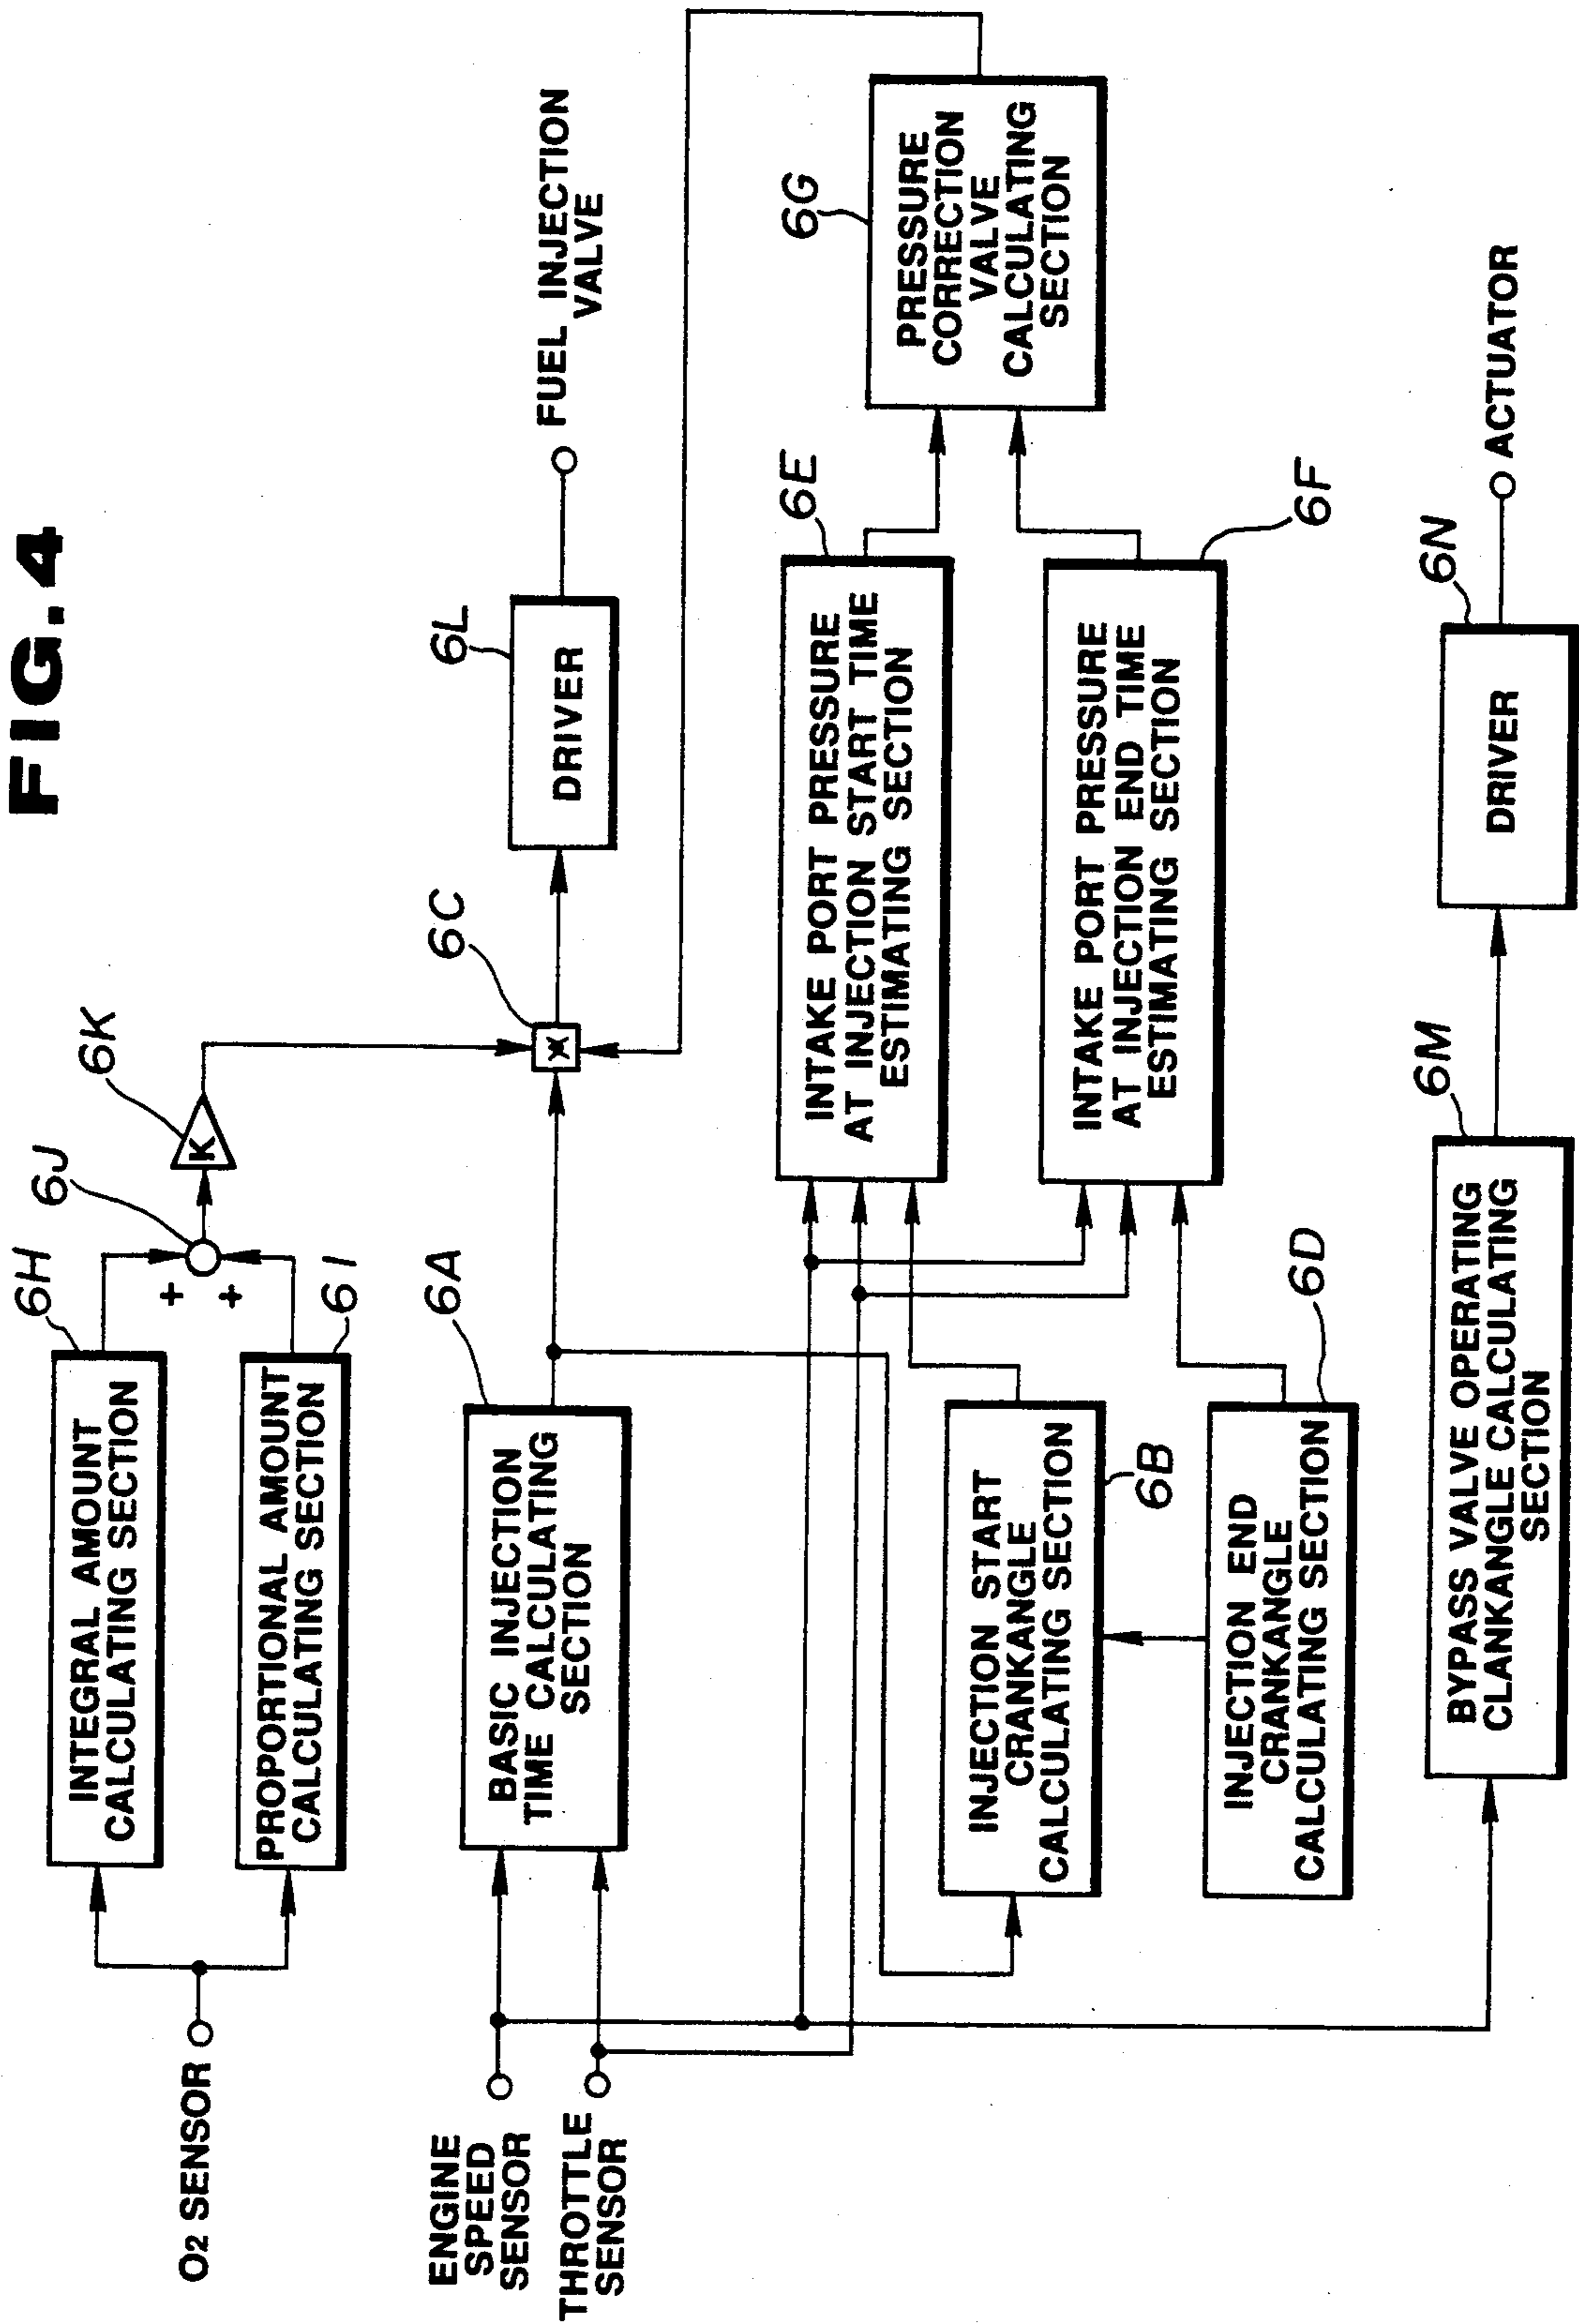 FIG.4
6H
INTEGRAL AMOUNT
CALCULATING SECTION
6I
PROPORTIONAL AMOUNT
CALCULATING SECTION
O2 SENSOR
+
+
6J
6K
K
6A
BASIC INJECTION
TIME CALCULATING
SECTION
ENGINE
SPEED
SENSOR
THROTTLE
SENSOR
6C
X
6L
DRIVER
FUEL INJECTION
VALVE
6E
INTAKE PORT PRESSURE
AT INJECTION START TIME
ESTIMATING SECTION
6G
PRESSURE
CORRECTION
VALVE
CALCULATING
SECTION
INJECTION START
CRANKANGLE
CALCULATING SECTION
6B
INTAKE PORT PRESSURE
AT INJECTION END TIME
ESTIMATING SECTION
6F
6D
INJECTION END
CRANKANGLE
CALCULATING SECTION
6M
BYPASS VALVE OPERATING
CLANKANGLE CALCULATING
SECTION
6N
DRIVER
ACTUATOR